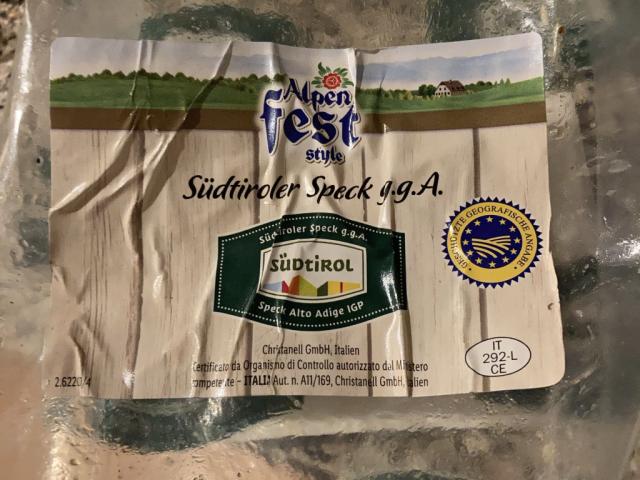 Alpen
fest
style
Südtiroler Speck g.g.A.
Südtiroler Speck g.g.A.
SÜDTIROL
Speck Alto Adige IGP
GESCHÜTZTE GEOGRAFISCHE ANGABE
IT
292-L
CE
Christanell GmbH, Italien
Certificato da Organismo di Controllo autorizzato dal Ministero
competente - ITALIA Aut. n. A11/169, Christanell GmbH, Italien